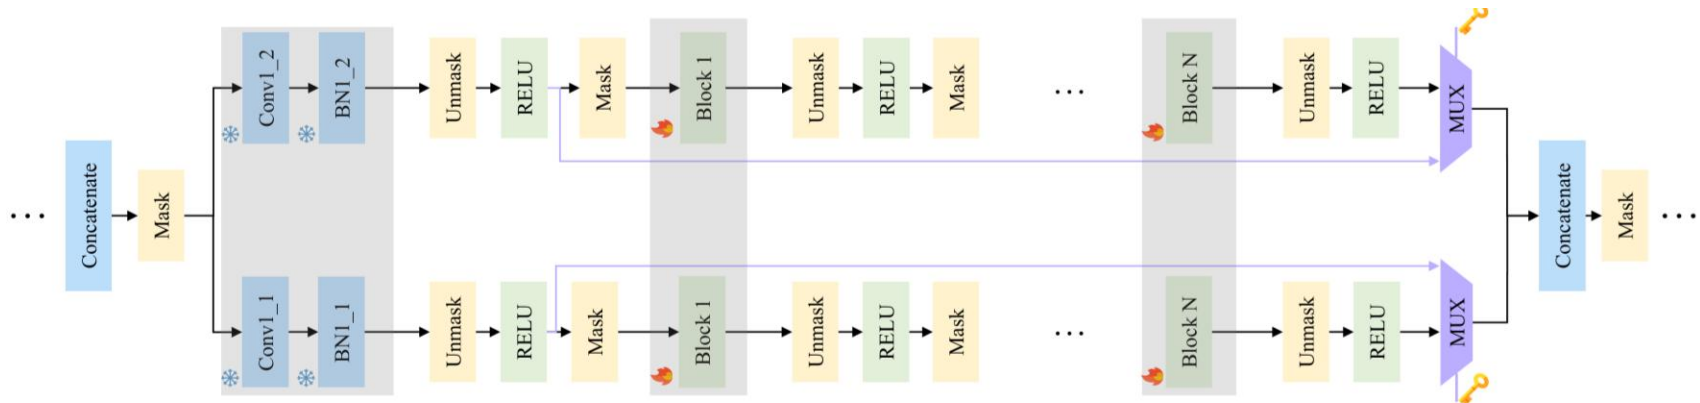 ...
Concatenate
Mask
Conv1_2
BN1_2
Unmask
RELU
Mask
Block 1
Unmask
RELU
Mask
...
Block N
Unmask
RELU
MUX
Conv1_1
BN1_1
Unmask
RELU
Mask
Block 1
Unmask
RELU
Mask
...
Block N
Unmask
RELU
MUX
Concatenate
Mask
...